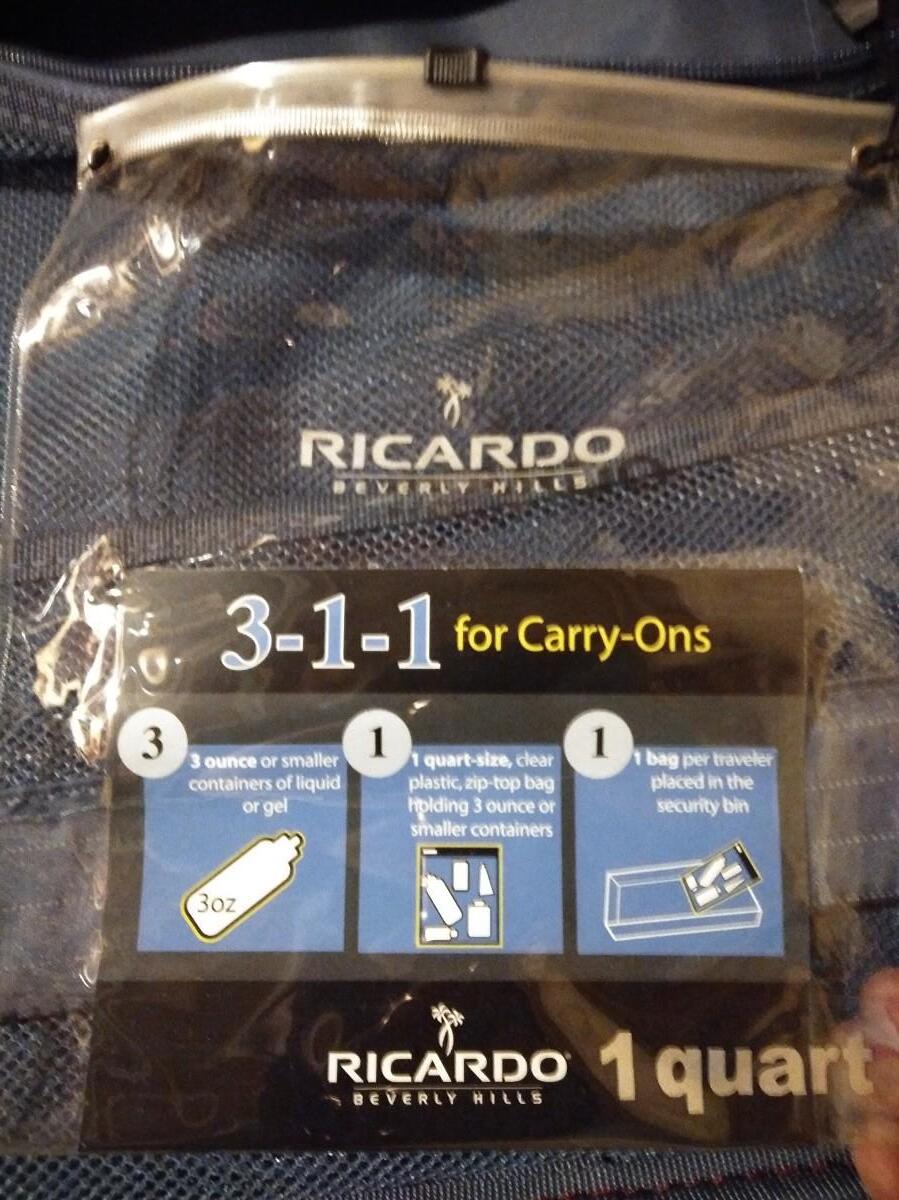 RICARDO
BEVERLY HILLS
3-1-1 for Carry-Ons
3
3 ounce or smaller
containers of liquid
or gel
3oz
1
1 quart-size, clear
plastic, zip-top bag
holding 3 ounce or
smaller containers
1
1 bag per traveler
placed in the
security bin
RICARDO®
BEVERLY HILLS
1 quart